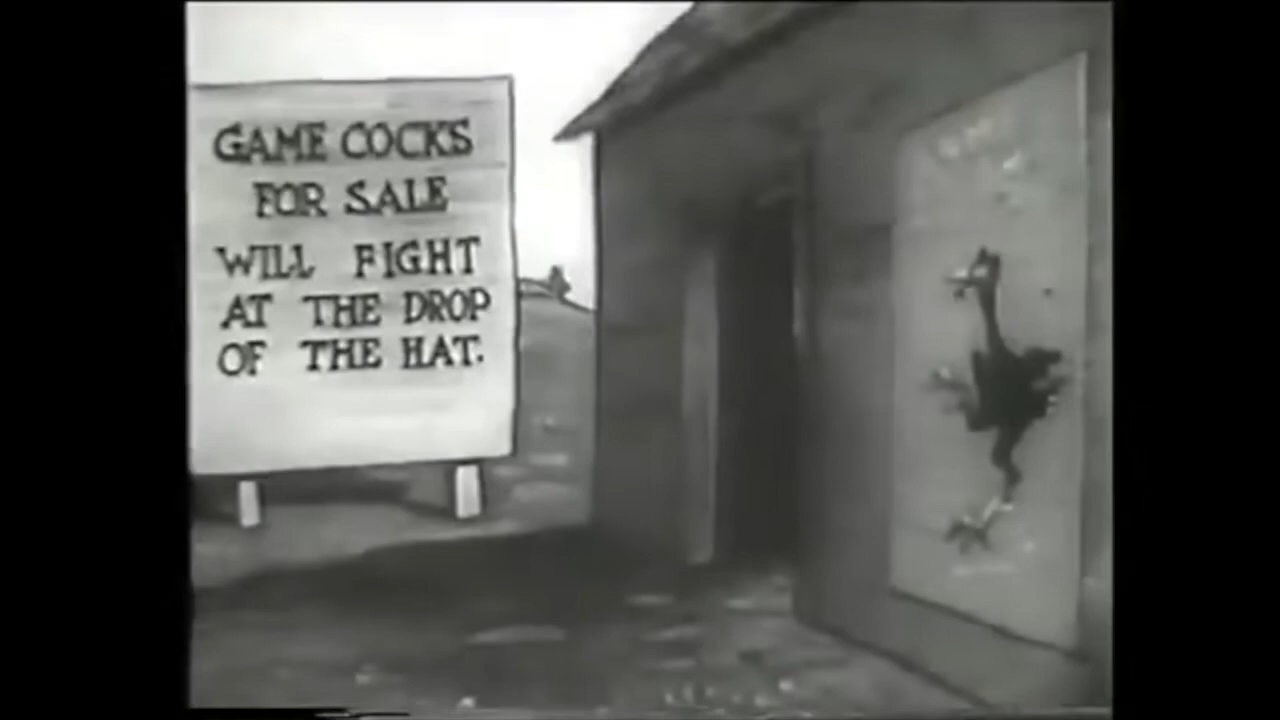 GAME COCKS
FOR SALE
WILL FIGHT
AT THE DROP
OF THE HAT.